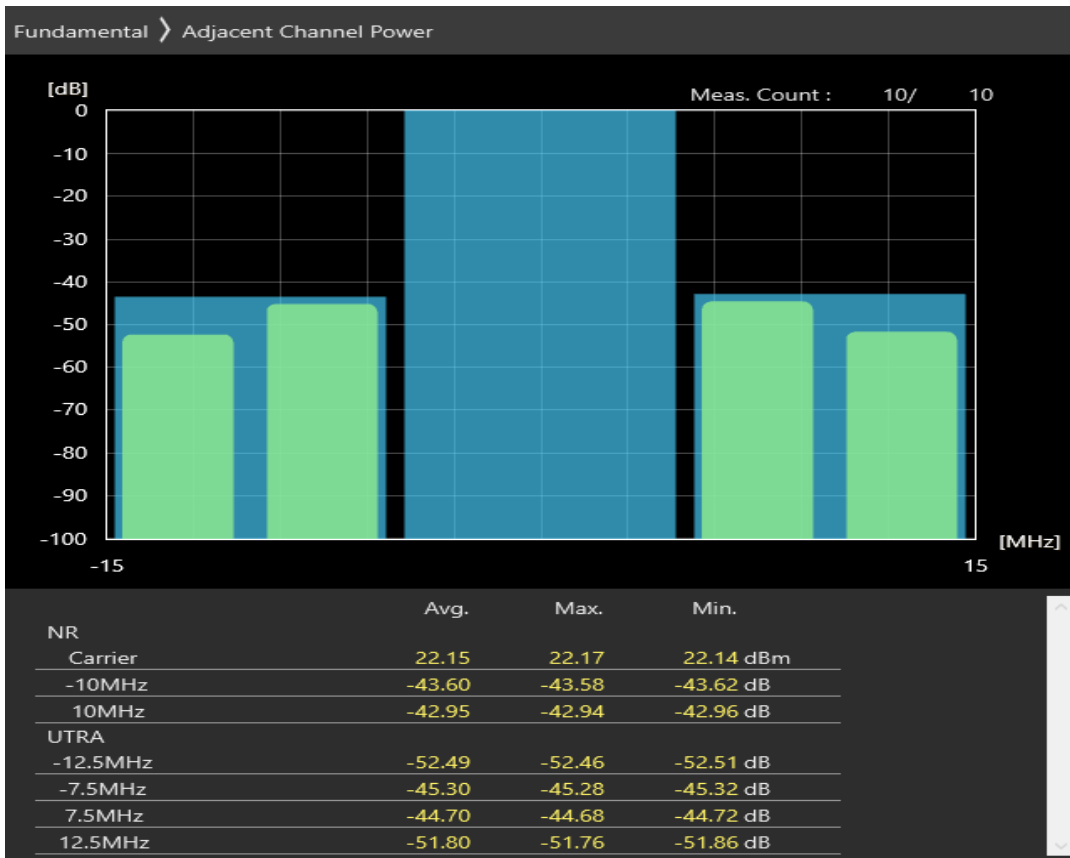 Fundamental 》 Adjacent Channel Power
[dB]
Meas. Count : 10/ 10
0
-10
-20
-30
-40
-50
-60
-70
-80
-90
-100
[MHz]
-15 15
Avg. Max. Min.
NR
Carrier 22.15 22.17 22.14 dBm
-10MHz -43.60 -43.58 -43.62 dB
10MHz -42.95 -42.94 -42.96 dB
UTRA
-12.5MHz -52.49 -52.46 -52.51 dB
-7.5MHz -45.30 -45.28 -45.32 dB
7.5MHz -44.70 -44.68 -44.72 dB
12.5MHz -51.80 -51.76 -51.86 dB